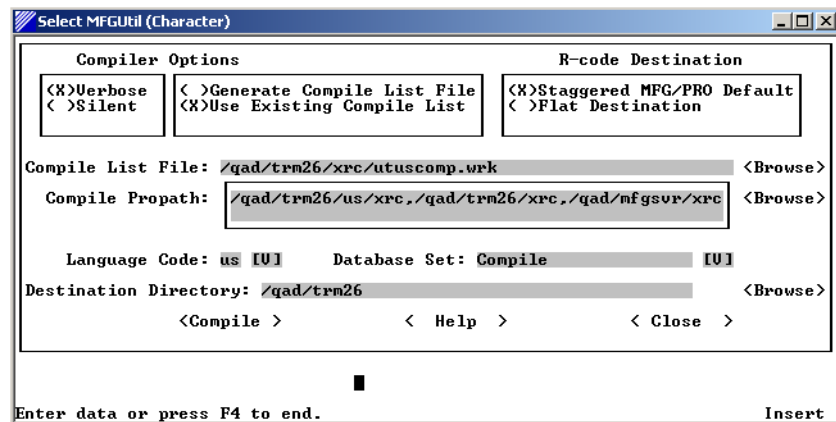 Select MFGUtil (Character)
Compiler Options R-code Destination
(X)Verbose ( )Generate Compile List File (X)Staggered MFG/PRO Default
( )Silent (X)Use Existing Compile List ( )Flat Destination
Compile List File: /qad/trm26/xrc/utuscomp.wrk <Browse>
Compile Propath: /qad/trm26/us/xrc,/qad/trm26/xrc,/qad/mfgsvr/xrc <Browse>
Language Code: us [V] Database Set: Compile [V]
Destination Directory: /qad/trm26 <Browse>
<Compile > < Help > < Close >
Enter data or press F4 to end. Insert